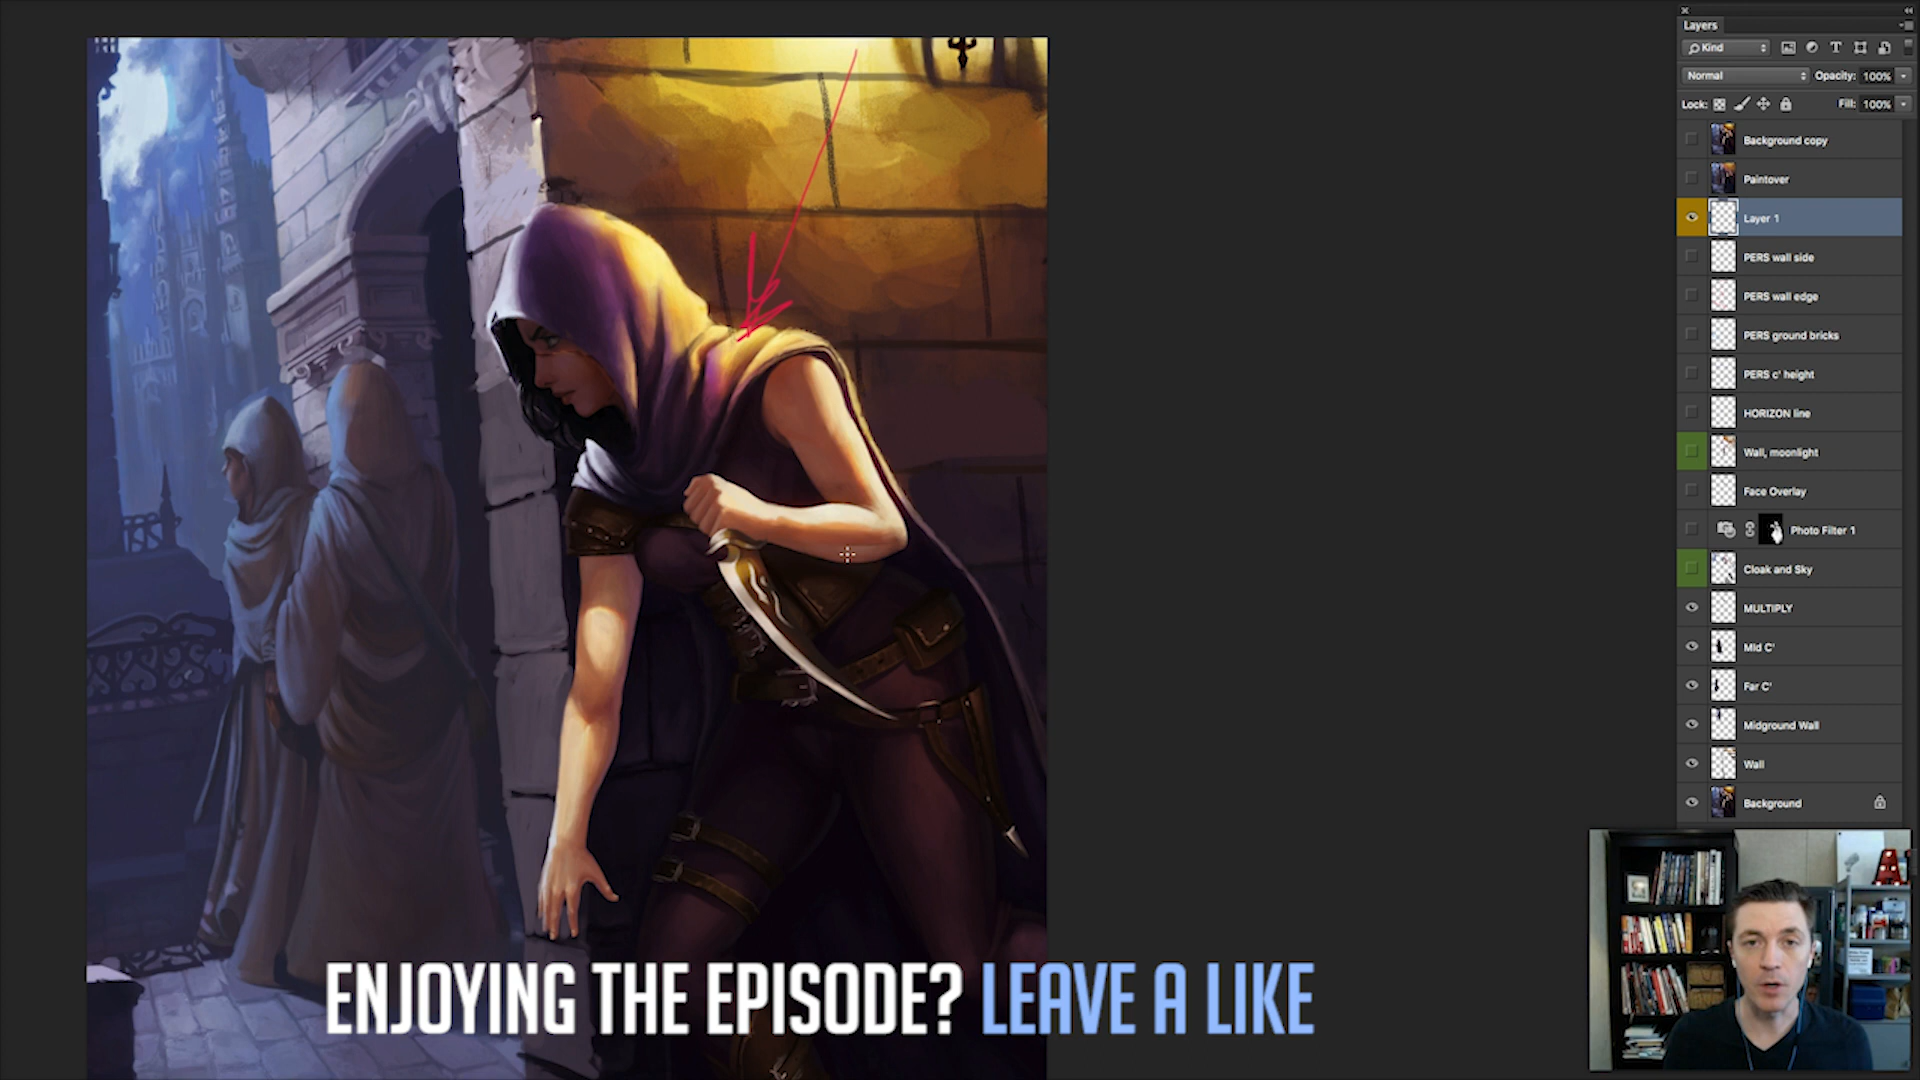 Layers
Kind
Normal
Opacity: 100%
Lock:
Fill: 100%
Background copy
Paintover
Layer 1
PERS wall side
PERS wall edge
PERS ground bricks
PERS c' height
HORIZON line
Wall, moonlight
Face Overlay
Photo Filter 1
Cloak and Sky
MULTIPLY
Mid C'
Far C'
Midground Wall
Wall
Background
ENJOYING THE EPISODE? LEAVE A LIKE